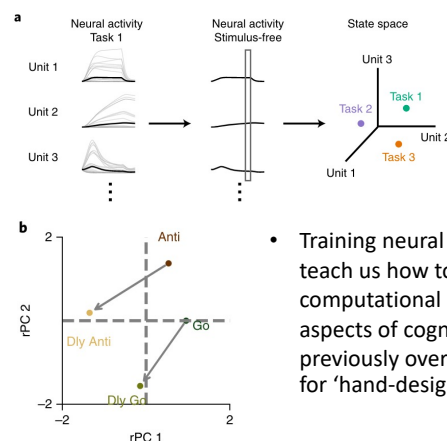 a
Neural activity
Task 1
Neural activity
Stimulus-free
State space
Unit 1
Unit 2
Unit 3
Unit 3
Task 1
Task 2
Unit 2
Task 3
Unit 1
b
2
Anti
rPC 2
Go
Dly Anti
Dly Go
−2
−2
2
rPC 1
• Training neural
teach us how to
computational
aspects of cogn
previously over
for ‘hand-desig